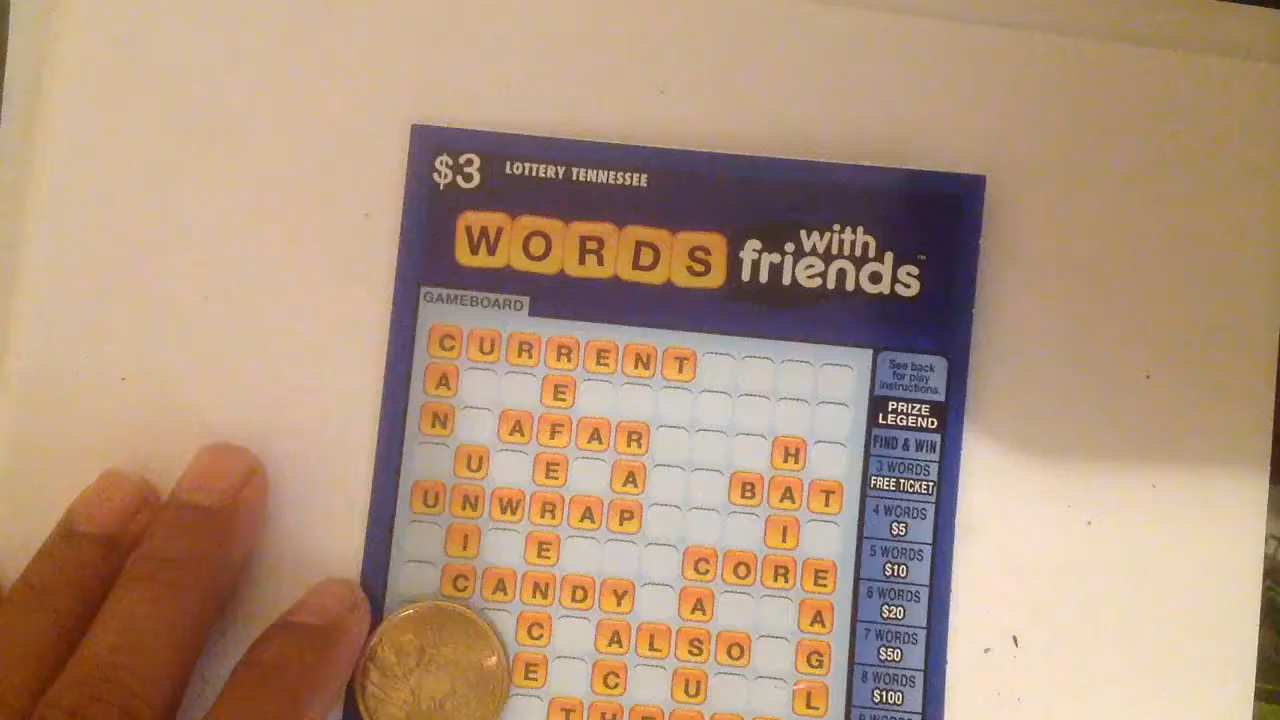 $3 LOTTERY TENNESSEE
WORDS with friends™
GAMEBOARD
CURRENT
A E
N AFAR H
U E A BAT
UNWRAP I
I E CORE
CANDY A A
C ALSO G
E C U L
THE
See back
for play
instructions.
PRIZE
LEGEND
FIND & WIN
3 WORDS
FREE TICKET
4 WORDS
$5
5 WORDS
$10
6 WORDS
$20
7 WORDS
$50
8 WORDS
$100